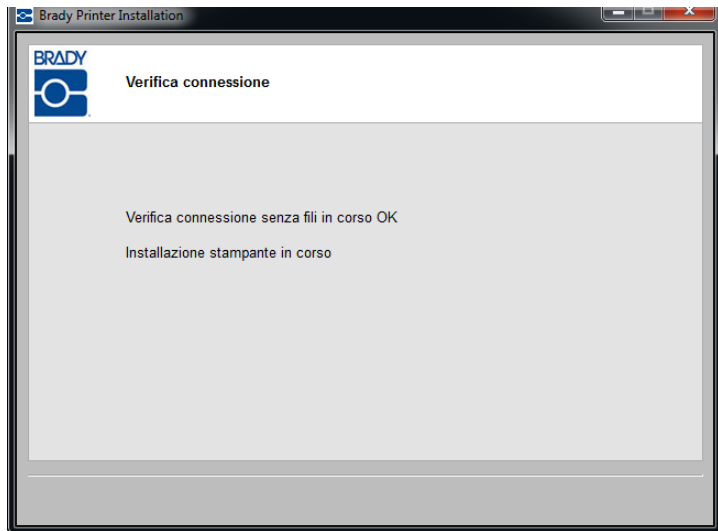 Brady Printer Installation
BRADY
Verifica connessione
Verifica connessione senza fili in corso OK
Installazione stampante in corso